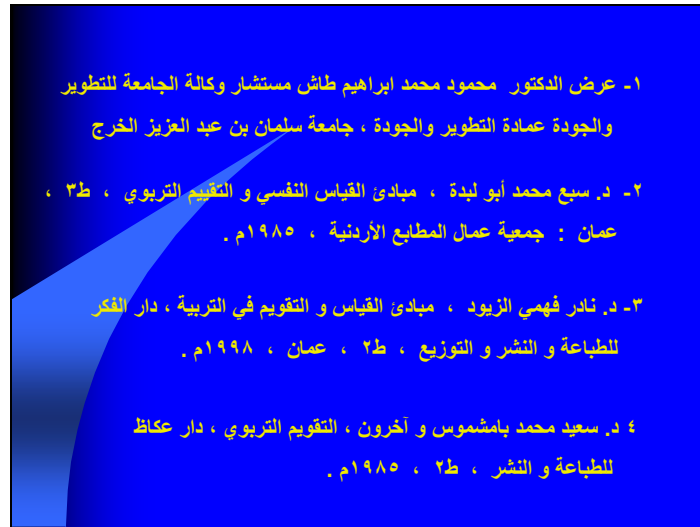 ١- عرض الدكتور محمود محمد ابراهيم طاش مستشار وكالة الجامعة للتطوير
والجودة عمادة التطوير والجودة ، جامعة سلمان بن عبد العزيز الخرج
٢- د. سبع محمد أبو لبدة ، مبادئ القياس النفسي و التقييم التربوي ، ط٣ ،
عمان : جمعية عمال المطابع الأردنية ، ١٩٨٥م .
٣- د. نادر فهمي الزيود ، مبادئ القياس و التقويم في التربية ، دار الفكر
للطباعة و النشر و التوزيع ، ط٢ ، عمان ، ١٩٩٨م .
٤ د. سعيد محمد بامشموس و آخرون ، التقويم التربوي ، دار عكاظ
للطباعة و النشر ، ط٢ ، ١٩٨٥م .